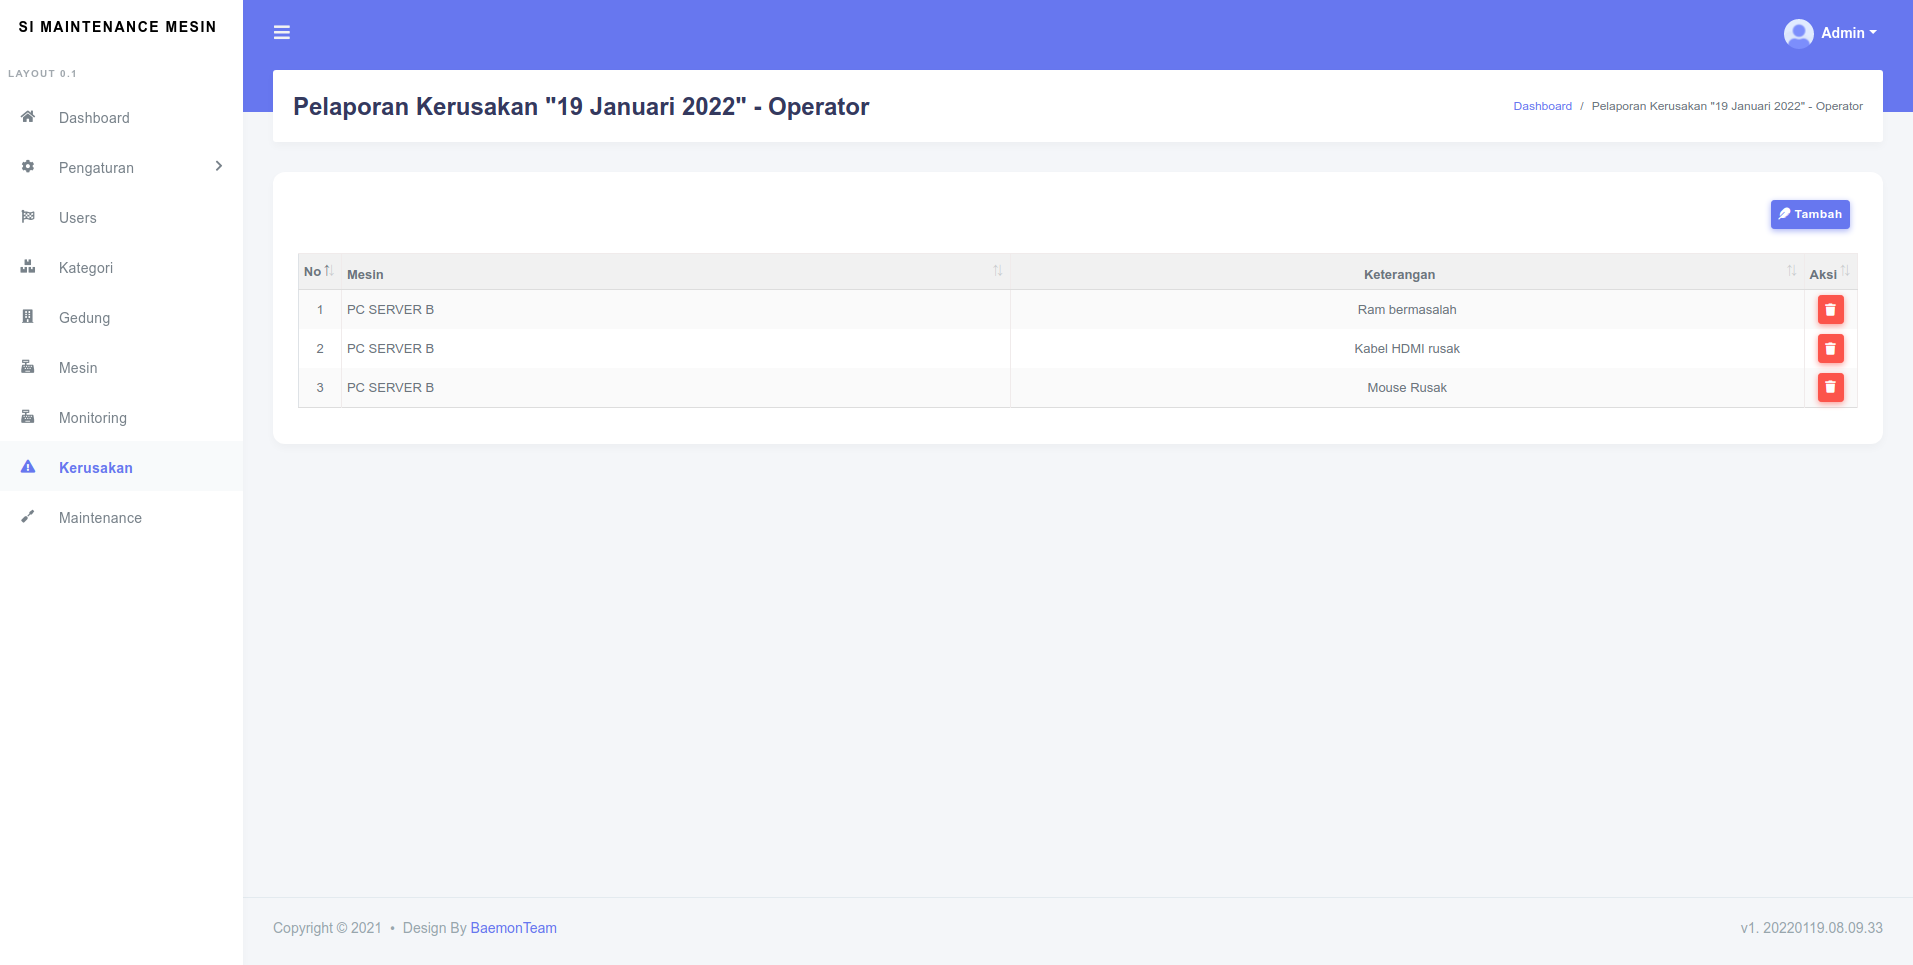 SI MAINTENANCE MESIN
LAYOUT 0.1
Dashboard
Pengaturan
Users
Kategori
Gedung
Mesin
Monitoring
Kerusakan
Maintenance
Admin
Pelaporan Kerusakan "19 Januari 2022" - Operator
Dashboard / Pelaporan Kerusakan "19 Januari 2022" - Operator
Tambah
No Mesin Keterangan Aksi
1 PC SERVER B Ram bermasalah
2 PC SERVER B Kabel HDMI rusak
3 PC SERVER B Mouse Rusak
Copyright © 2021 • Design By BaemonTeam
v1. 20220119.08.09.33